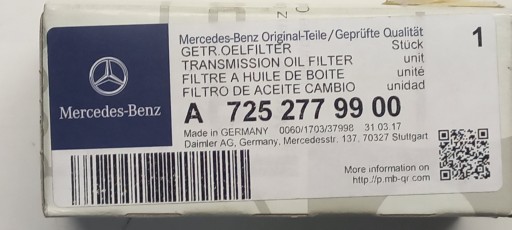 Mercedes-Benz Original-Teile/Geprüfte Qualität
GETR.OELFILTER Stück 1
TRANSMISSION OIL FILTER unit
FILTRE A HUILE DE BOITE unité
FILTRO DE ACEITE CAMBIO unidad
Mercedes-Benz
A 725 277 99 00
Made in GERMANY 0060/1703/37998 31.03.17
Daimler AG, Germany, Mercedesstr. 137, 70327 Stuttgart
More information on
http://p.mb-qr.com